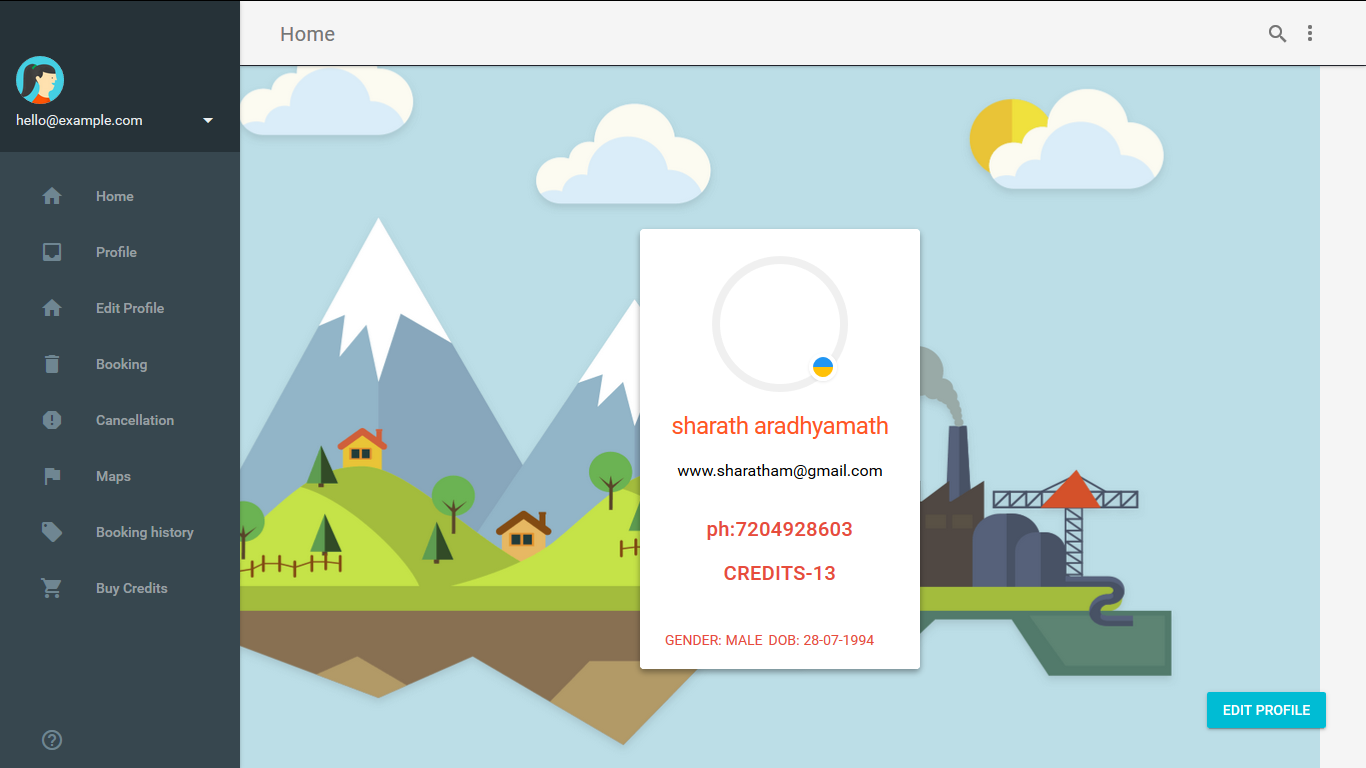 Home
hello@example.com
Home
Profile
Edit Profile
Booking
Cancellation
Maps
Booking history
Buy Credits
sharath aradhyamath
www.sharatham@gmail.com
ph:7204928603
CREDITS-13
GENDER: MALE DOB: 28-07-1994
EDIT PROFILE